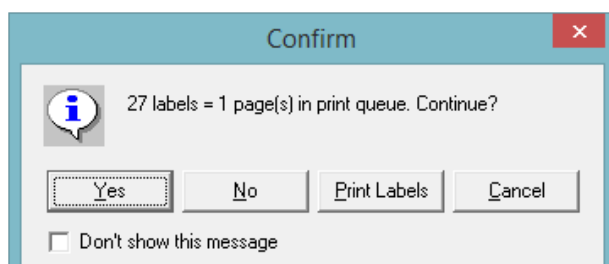 Confirm
27 labels = 1 page(s) in print queue. Continue?
Yes No Print Labels Cancel
Don't show this message